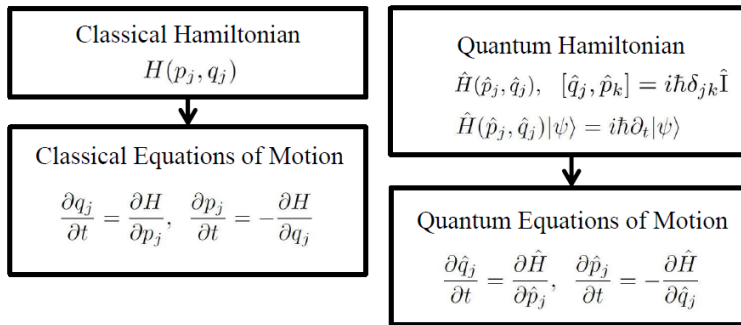 Classical Hamiltonian
H(p_j, q_j)
Classical Equations of Motion
∂q_j/∂t = ∂H/∂p_j, ∂p_j/∂t = −∂H/∂q_j
Quantum Hamiltonian
Ĥ(p̂_j, q̂_j), [q̂_j, p̂_k] = iℏδ_jk Î
Ĥ(p̂_j, q̂_j)|ψ⟩ = iℏ∂_t|ψ⟩
Quantum Equations of Motion
∂q̂_j/∂t = ∂Ĥ/∂p̂_j, ∂p̂_j/∂t = −∂Ĥ/∂q̂_j